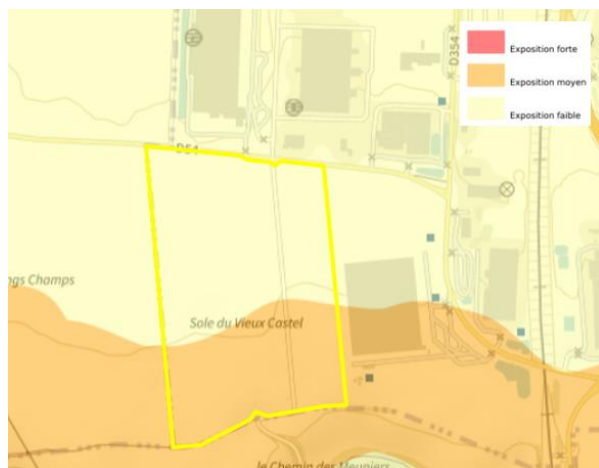 Exposition forte
Exposition moyen
Exposition faible
D354
D54
ngs Champs
Sole du Vieux Castel
le Chemin des Meuniers